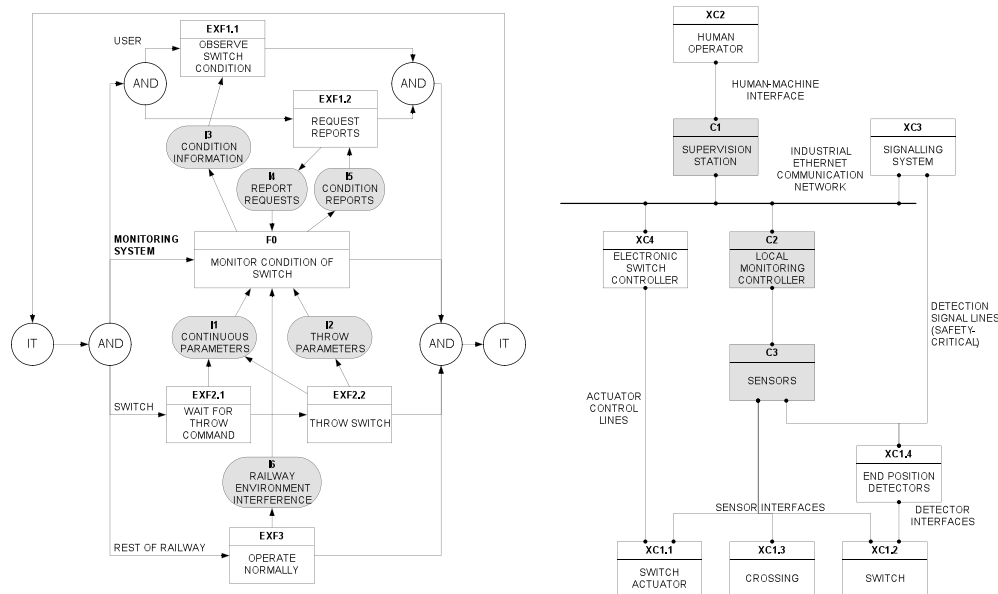 EXF1.1
OBSERVE
SWITCH
CONDITION
USER
AND
AND
EXF1.2
REQUEST
REPORTS
I3
CONDITION
INFORMATION
I4
REPORT
REQUESTS
I5
CONDITION
REPORTS
MONITORING
SYSTEM
F0
MONITOR CONDITION OF
SWITCH
IT
AND
I1
CONTINUOUS
PARAMETERS
I2
THROW
PARAMETERS
AND
IT
SWITCH
EXF2.1
WAIT FOR
THROW
COMMAND
EXF2.2
THROW SWITCH
I6
RAILWAY
ENVIRONMENT
INTERFERENCE
REST OF RAILWAY
EXF3
OPERATE
NORMALLY
XC2
HUMAN
OPERATOR
HUMAN-MACHINE
INTERFACE
C1
SUPERVISION
STATION
INDUSTRIAL
ETHERNET
COMMUNICATION
NETWORK
XC3
SIGNALLING
SYSTEM
XC4
ELECTRONIC
SWITCH
CONTROLLER
C2
LOCAL
MONITORING
CONTROLLER
DETECTION
SIGNAL LINES
(SAFETY-
CRITICAL)
C3
SENSORS
ACTUATOR
CONTROL
LINES
XC1.4
END POSITION
DETECTORS
SENSOR INTERFACES
DETECTOR
INTERFACES
XC1.1
SWITCH
ACTUATOR
XC1.3
CROSSING
XC1.2
SWITCH